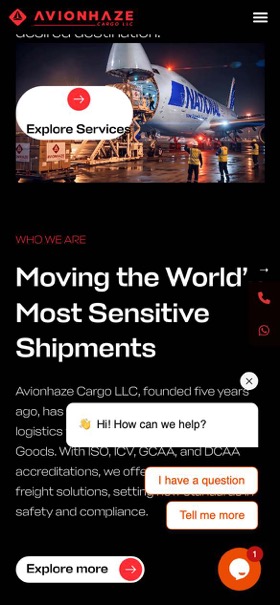 AVIONHAZE
CARGO LLC
desired destination.
NATIONAL
Explore Services
WHO WE ARE
Moving the World'
Most Sensitive
Shipments
Avionhaze Cargo LLC, founded five years
ago, has
logistics
Goods. With ISO, ICV, GCAA, and DCAA
accreditations, we offe
freight solutions, setting
safety and compliance.
👋 Hi! How can we help?
I have a question
Tell me more
Explore more
1